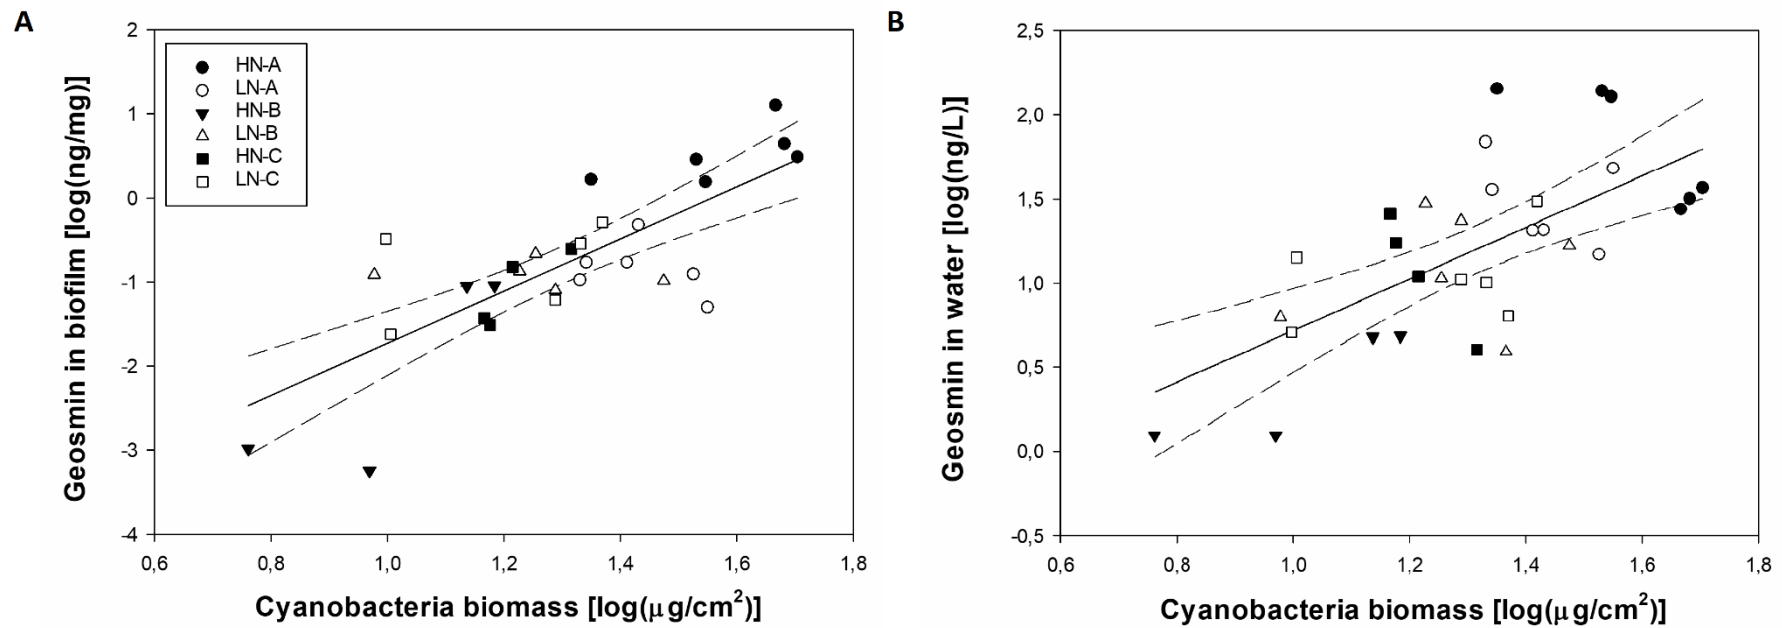 A
Geosmin in biofilm [log(ng/mg)]
2
1
0
-1
-2
-3
-4
HN-A
LN-A
HN-B
LN-B
HN-C
LN-C
0,6 0,8 1,0 1,2 1,4 1,6 1,8
Cyanobacteria biomass [log(μg/cm²)]
B
Geosmin in water [log(ng/L)]
2,5
2,0
1,5
1,0
0,5
0,0
-0,5
0,6 0,8 1,0 1,2 1,4 1,6 1,8
Cyanobacteria biomass [log(μg/cm²)]